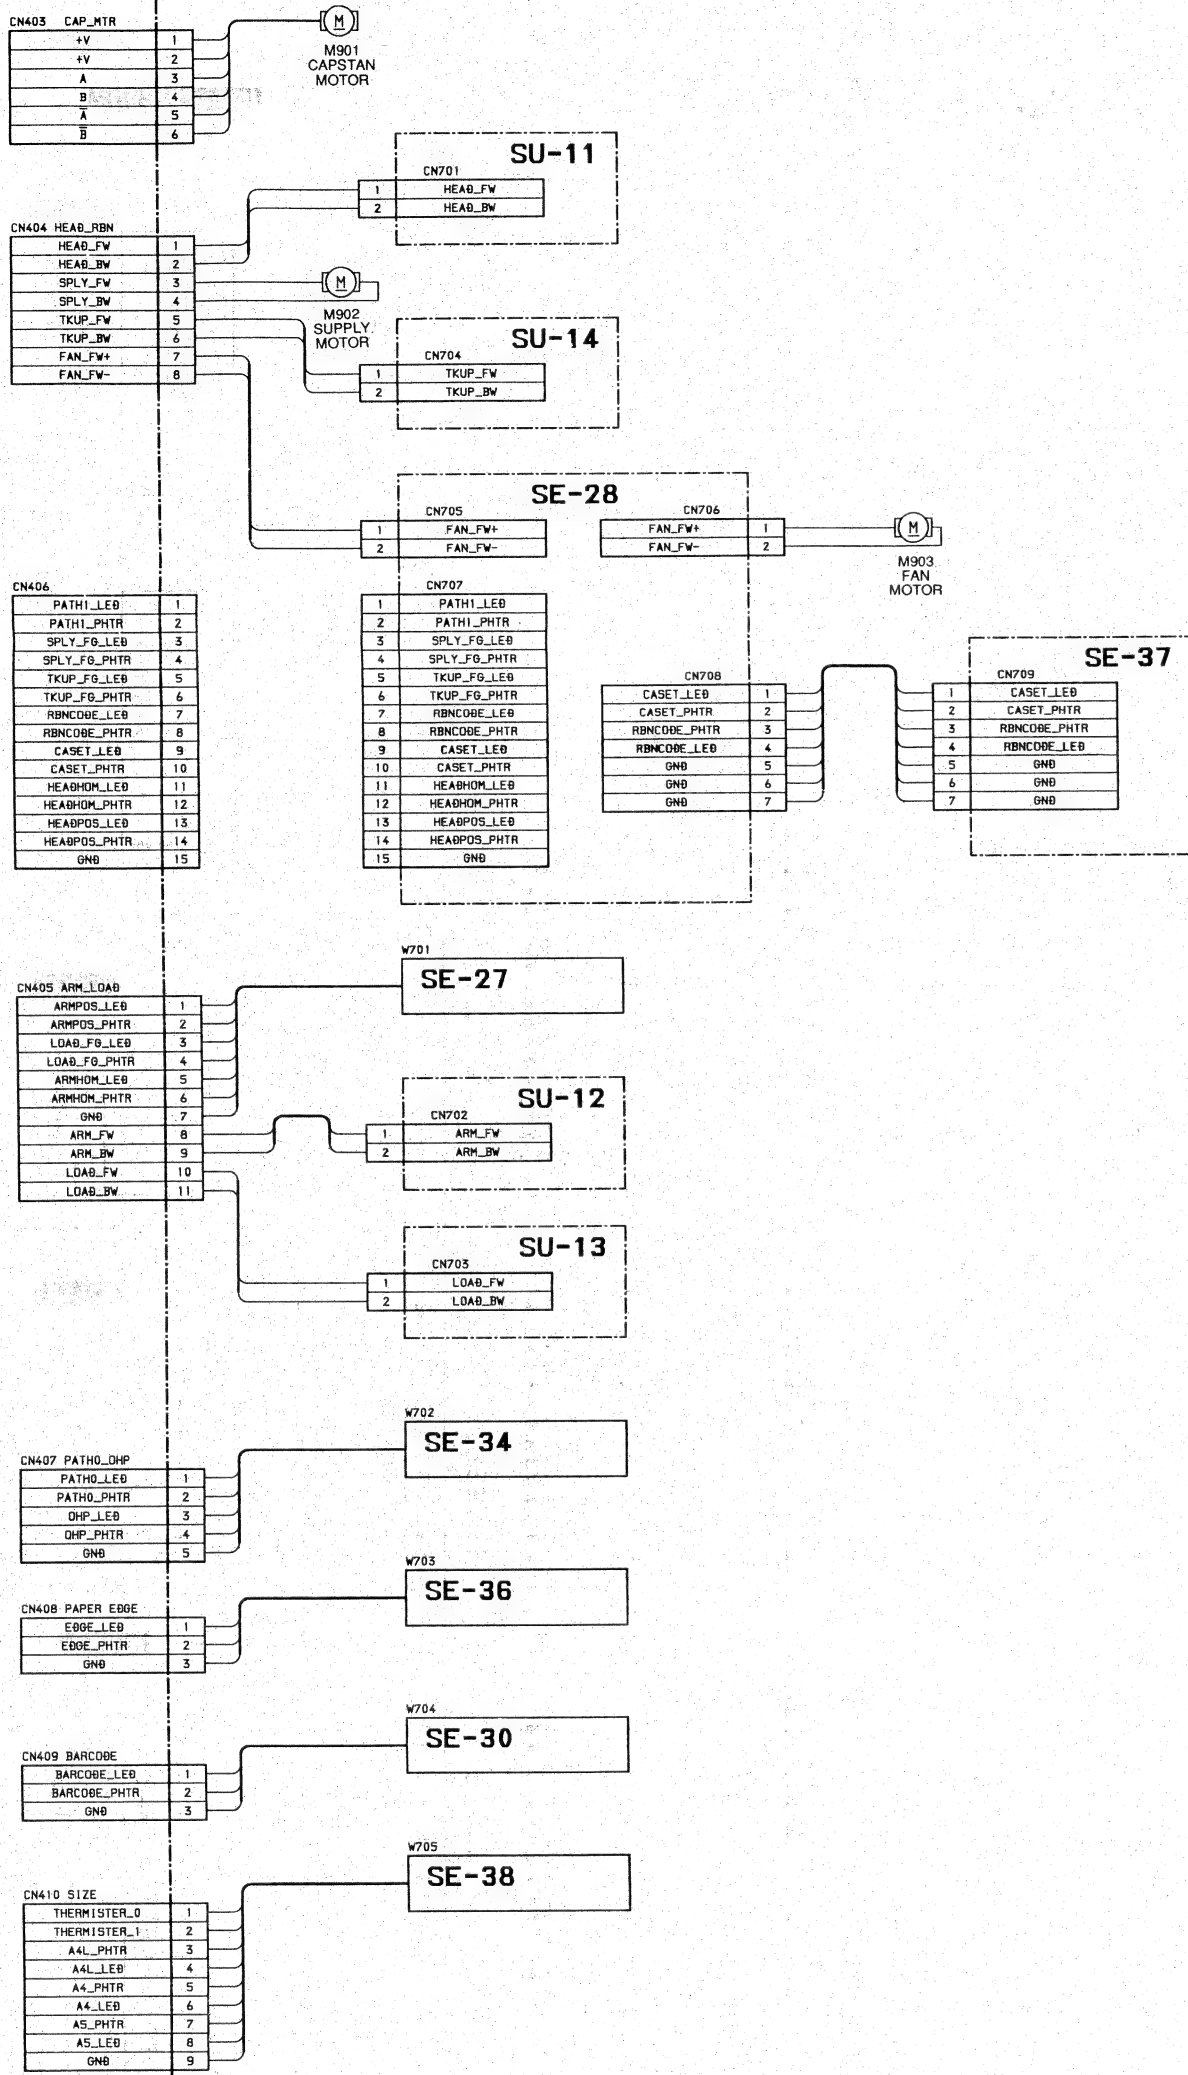 CN403 CAP_MTR
+V 1
+V 2
A 3
B 4
A̅ 5
B̅ 6
M
M901
CAPSTAN
MOTOR
SU-11
CN701
1 HEAD_FW
2 HEAD_BW
CN404 HEAD_RBN
HEAD_FW 1
HEAD_BW 2
SPLY_FW 3
SPLY_BW 4
TKUP_FW 5
TKUP_BW 6
FAN_FW+ 7
FAN_FW- 8
M
M902
SUPPLY
MOTOR
SU-14
CN704
1 TKUP_FW
2 TKUP_BW
SE-28
CN705
1 FAN_FW+
2 FAN_FW-
CN706
FAN_FW+ 1
FAN_FW- 2
M
M903
FAN
MOTOR
CN406
PATH1_LED 1
PATH1_PHTR 2
SPLY_FG_LED 3
SPLY_FG_PHTR 4
TKUP_FG_LED 5
TKUP_FG_PHTR 6
RBNCODE_LED 7
RBNCODE_PHTR 8
CASET_LED 9
CASET_PHTR 10
HEADHOM_LED 11
HEADHOM_PHTR 12
HEADPOS_LED 13
HEADPOS_PHTR 14
GND 15
CN707
1 PATH1_LED
2 PATH1_PHTR
3 SPLY_FG_LED
4 SPLY_FG_PHTR
5 TKUP_FG_LED
6 TKUP_FG_PHTR
7 RBNCODE_LED
8 RBNCODE_PHTR
9 CASET_LED
10 CASET_PHTR
11 HEADHOM_LED
12 HEADHOM_PHTR
13 HEADPOS_LED
14 HEADPOS_PHTR
15 GND
CN708
CASET_LED 1
CASET_PHTR 2
RBNCODE_PHTR 3
RBNCODE_LED 4
GND 5
GND 6
GND 7
SE-37
CN709
1 CASET_LED
2 CASET_PHTR
3 RBNCODE_PHTR
4 RBNCODE_LED
5 GND
6 GND
7 GND
W701
SE-27
CN405 ARM_LOAD
ARMPOS_LED 1
ARMPOS_PHTR 2
LOAD_FG_LED 3
LOAD_FG_PHTR 4
ARMHOM_LED 5
ARMHOM_PHTR 6
GND 7
ARM_FW 8
ARM_BW 9
LOAD_FW 10
LOAD_BW 11
SU-12
CN702
1 ARM_FW
2 ARM_BW
SU-13
CN703
1 LOAD_FW
2 LOAD_BW
W702
SE-34
CN407 PATH0_OHP
PATH0_LED 1
PATH0_PHTR 2
OHP_LED 3
OHP_PHTR 4
GND 5
W703
SE-36
CN408 PAPER EDGE
EDGE_LED 1
EDGE_PHTR 2
GND 3
W704
SE-30
CN409 BARCODE
BARCODE_LED 1
BARCODE_PHTR 2
GND 3
W705
SE-38
CN410 SIZE
THERMISTER_0 1
THERMISTER_1 2
A4L_PHTR 3
A4L_LED 4
A4_PHTR 5
A4_LED 6
A5_PHTR 7
A5_LED 8
GND 9